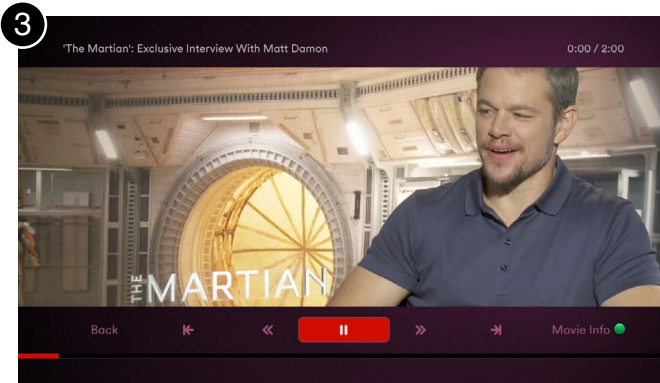 3
'The Martian': Exclusive Interview With Matt Damon
0:00 / 2:00
THE MARTIAN
Back
Movie Info